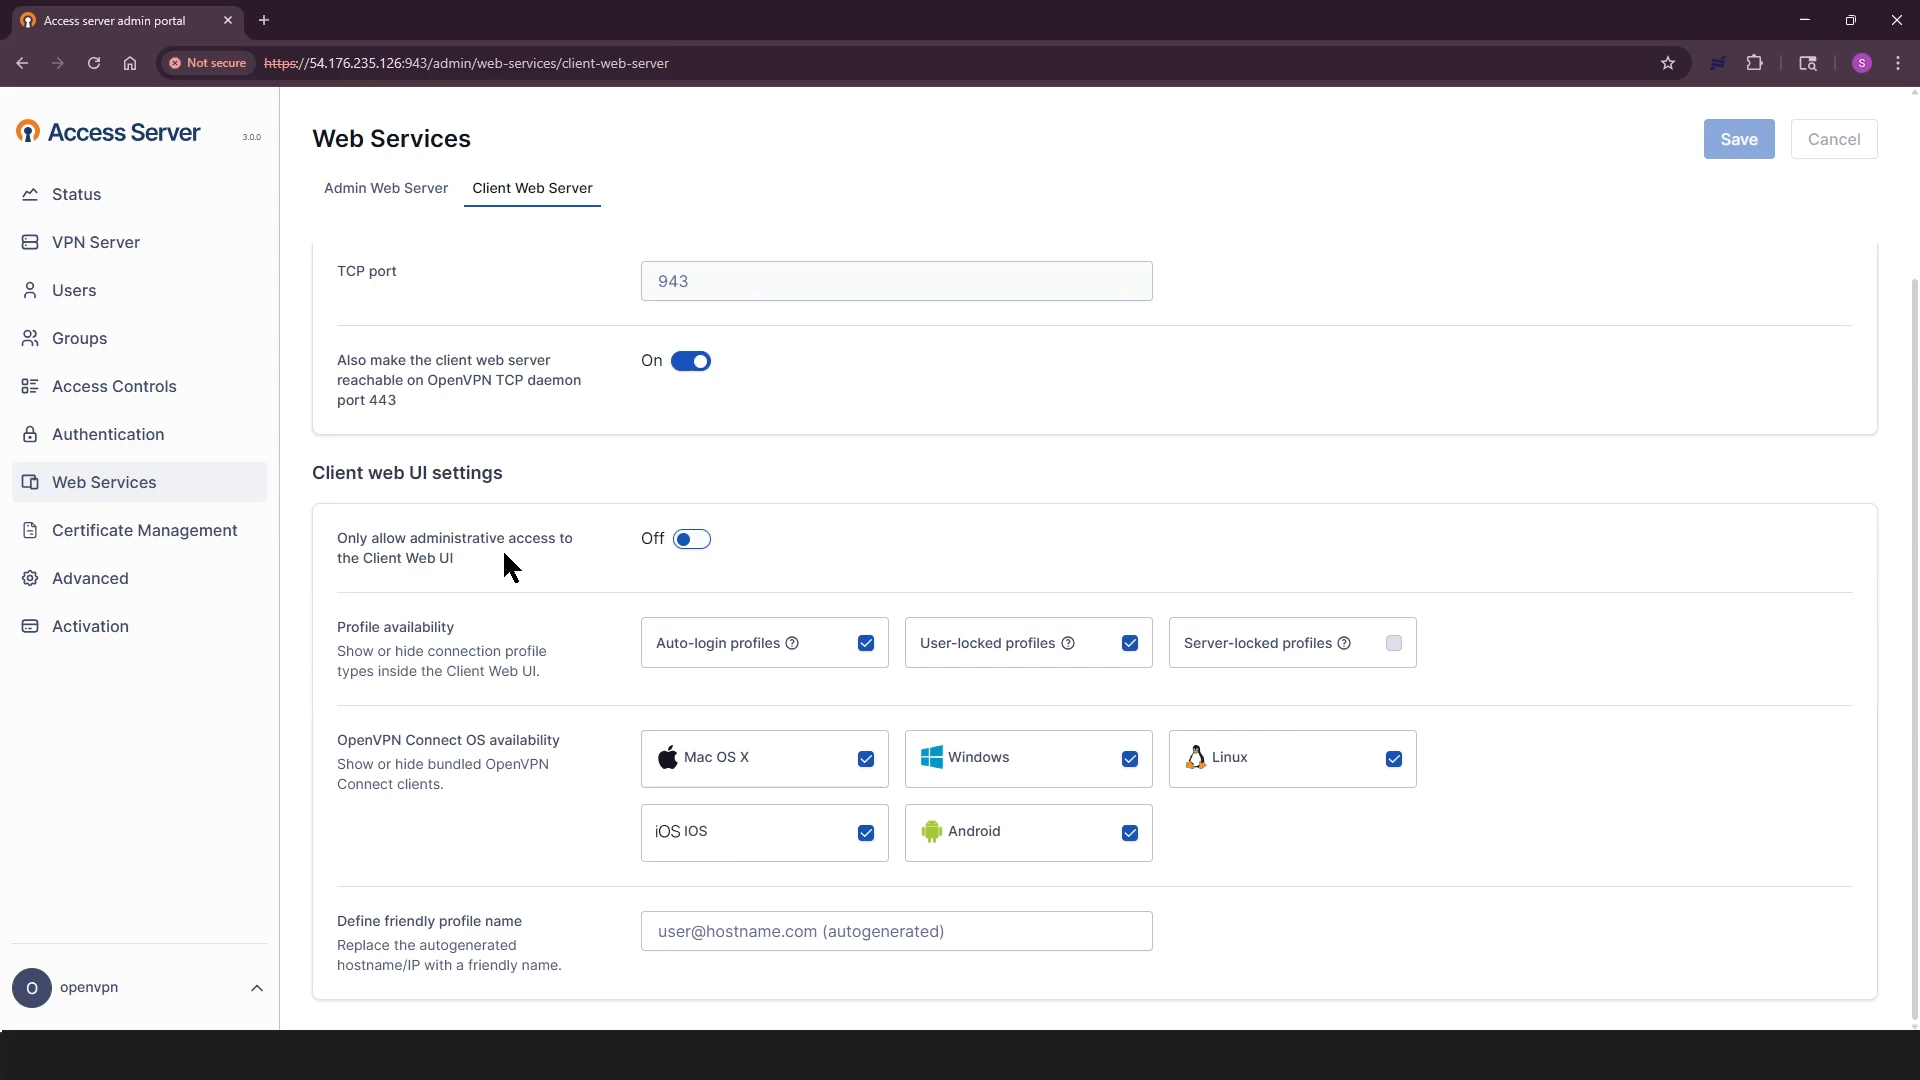 Access server admin portal
Not secure https://54.176.235.126:943/admin/web-services/client-web-server
S
Access Server 3.0.0
Status
VPN Server
Users
Groups
Access Controls
Authentication
Web Services
Certificate Management
Advanced
Activation
O openvpn
Web Services
Save Cancel
Admin Web Server Client Web Server
TCP port 943
Also make the client web server On
reachable on OpenVPN TCP daemon
port 443
Client web UI settings
Only allow administrative access to Off
the Client Web UI
Profile availability
Show or hide connection profile
types inside the Client Web UI.
Auto-login profiles ? User-locked profiles ? Server-locked profiles ?
OpenVPN Connect OS availability
Show or hide bundled OpenVPN
Connect clients.
Mac OS X Windows Linux
iOS IOS Android
Define friendly profile name
Replace the autogenerated
hostname/IP with a friendly name.
user@hostname.com (autogenerated)